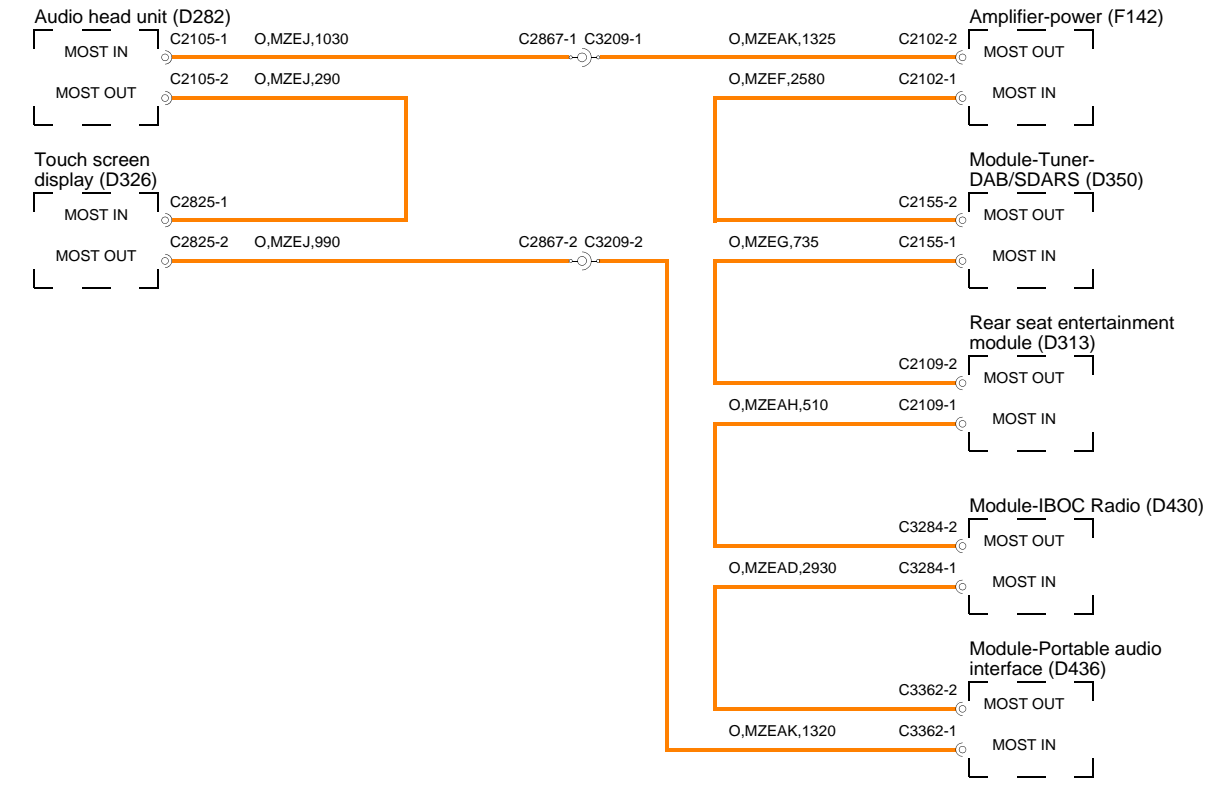 Audio head unit (D282)
MOST IN
C2105-1
O,MZEJ,1030
C2867-1 C3209-1
MOST OUT
C2105-2
O,MZEJ,290
Touch screen
display (D326)
MOST IN
C2825-1
MOST OUT
C2825-2
O,MZEJ,990
C2867-2 C3209-2
Amplifier-power (F142)
O,MZEAK,1325
C2102-2
MOST OUT
O,MZEF,2580
C2102-1
MOST IN
Module-Tuner-
DAB/SDARS (D350)
C2155-2
MOST OUT
O,MZEG,735
C2155-1
MOST IN
Rear seat entertainment
module (D313)
C2109-2
MOST OUT
O,MZEAH,510
C2109-1
MOST IN
Module-IBOC Radio (D430)
C3284-2
MOST OUT
O,MZEAD,2930
C3284-1
MOST IN
Module-Portable audio
interface (D436)
C3362-2
MOST OUT
O,MZEAK,1320
C3362-1
MOST IN